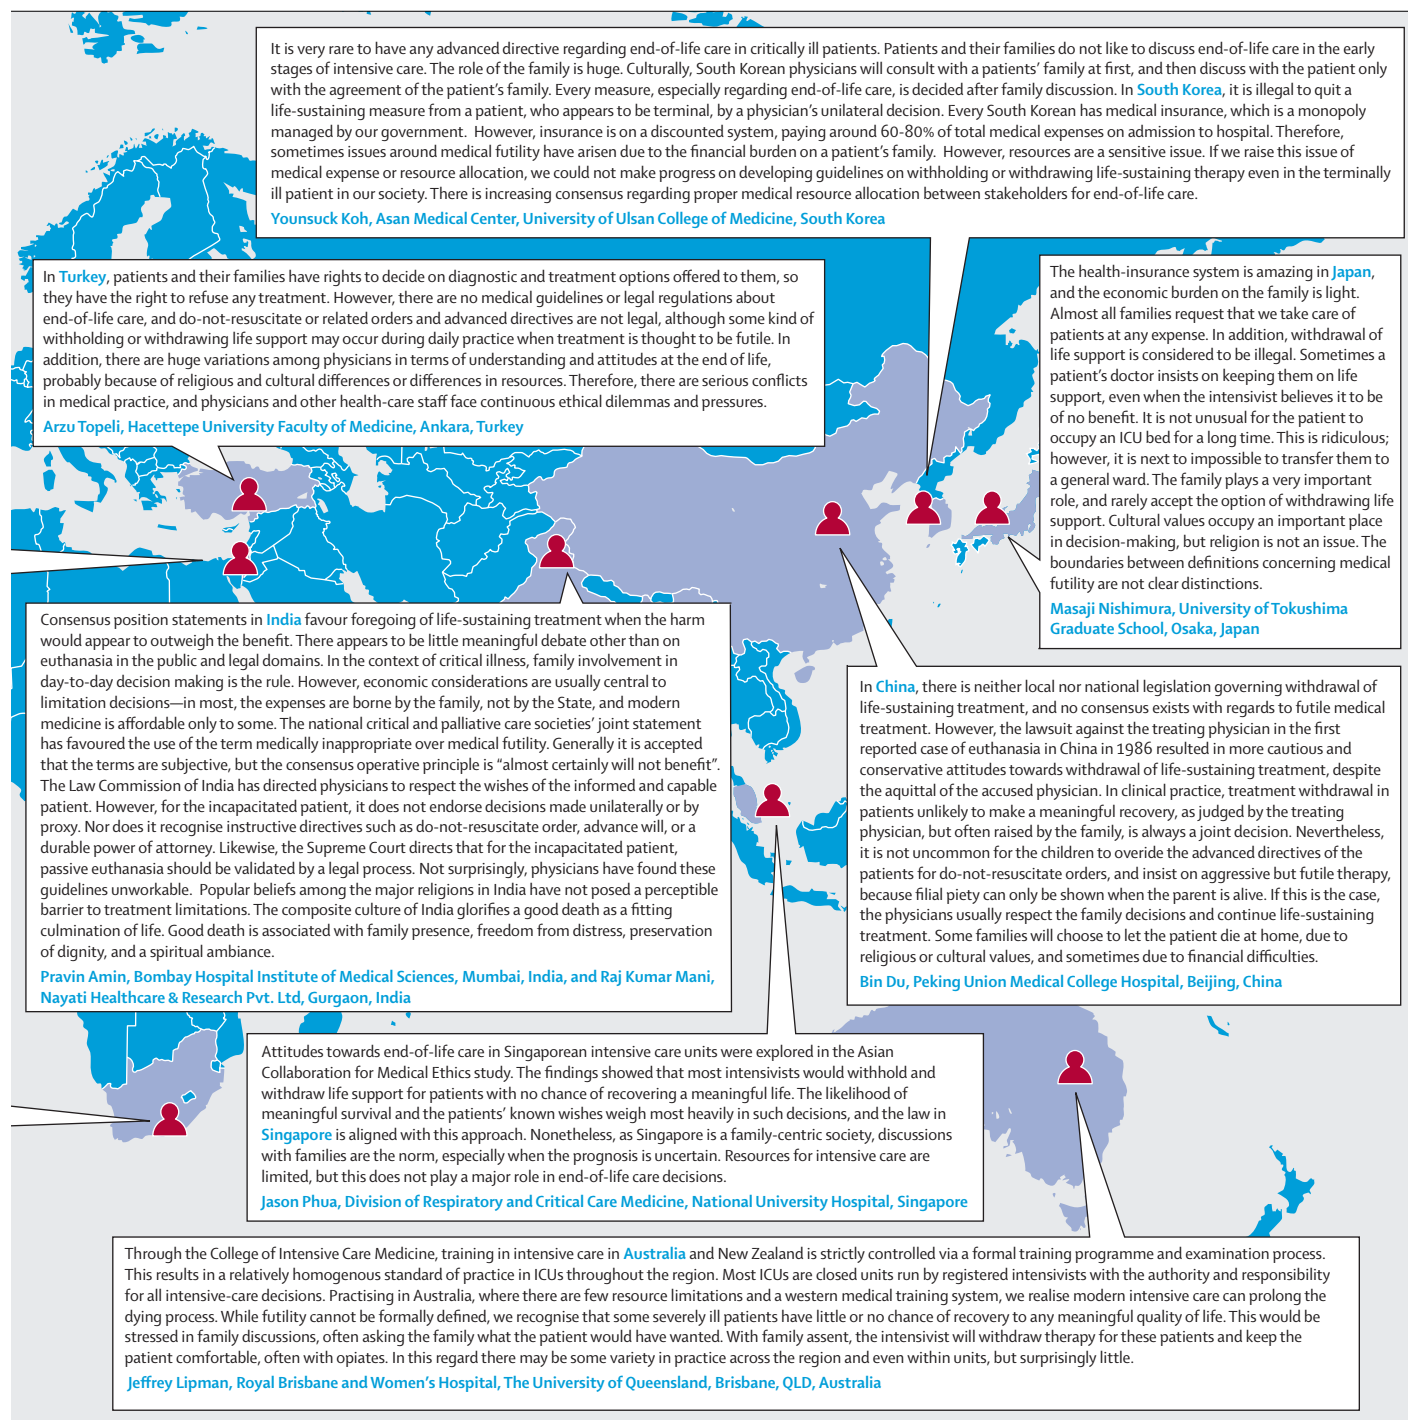 It is very rare to have any advanced directive regarding end-of-life care in critically ill patients. Patients and their families do not like to discuss end-of-life care in the early
stages of intensive care. The role of the family is huge. Culturally, South Korean physicians will consult with a patients' family at first, and then discuss with the patient only
with the agreement of the patient's family. Every measure, especially regarding end-of-life care, is decided after family discussion. In South Korea, it is illegal to quit a
life-sustaining measure from a patient, who appears to be terminal, by a physician's unilateral decision. Every South Korean has medical insurance, which is a monopoly
managed by our government. However, insurance is on a discounted system, paying round 60-80% of total medical expenses on admission to hospital. Therefore,
sometimes issues around medical futility have arisen due to the financial burden on a patient's family. However, resources are a sensitive issue. If we raise this issue of
medical expense or resource allocation, we could not make progress on developing guidelines on withholding or withdrawing life-sustaining therapy even in the terminally
ill patient in our society. There is increasing consensus regarding proper medical resource allocation between stakeholders for end-of-life care.
Younsuck Koh, Asan Medical Center, University of Ulsan College of Medicine, South Korea
In Turkey, patients and their families have rights to decide on diagnostic and treatment options offered to them, so
they have the right to refuse any treatment. However, there are no medical guidelines or legal regulations about
end-of-life care, and do-not-resuscitate or related orders and advanced directives are not legal, although some kind of
withholding or withdrawing life support may occur during daily practice when treatment is thought to be futile. In
addition, there are huge variations among physicians in terms of understanding and attitudes at the end of life,
probably because of religious and cultural differences or differences in resources. Therefore, there are serious conflicts
in medical practice, and physicians and other health-care staff face continuous ethical dilemmas and pressures.
Arzu Topeli, Hacettepe University Faculty of Medicine, Ankara, Turkey
The health-insurance system is amazing in Japan,
and the economic burden on the family is light.
Almost all families request that we take care of
patients at any expense. In addition, withdrawal of
life support is considered to be illegal. Sometimes a
patient's doctor insists on keeping them on life
support, even when the intensivist believes it to be
of no benefit. It is not unusual for the patient to
occupy an ICU bed for a long time. This is ridiculous;
however, it is next to impossible to transfer them to
a general ward. The family plays a very important
role, and rarely accept the option of withdrawing life
support. Cultural values occupy an important place
in decision-making, but religion is not an issue. The
boundaries between definitions concerning medical
futility are not clear distinctions.
Masaji Nishimura, University of Tokushima
Graduate School, Osaka, Japan
Consensus position statements in India favour foregoing of life-sustaining treatment when the harm
would appear to outweigh the benefit. There appears to be little meaningful debate other than on
euthanasia in the public and legal domains. In the context of critical illness, family involvement in
day-to-day decision making is the rule. However, economic considerations are usually central to
limitation decisions—in most, the expenses are borne by the family, not by the State, and modern
medicine is affordable only to some. The national critical and palliative care societies' joint statement
has favoured the use of the term medically inappropriate over medical futility. Generally it is accepted
that the terms are subjective, but the consensus operative principle is "almost certainly will not benefit".
The Law Commission of India has directed physicians to respect the wishes of the informed and capable
patient. However, for the incapacitated patient, it does not endorse decisions made unilaterally or by
proxy. Nor does it recognise instructive directives such as do-not-resuscitate order, advance will, or a
durable power of attorney. Likewise, the Supreme Court directs that for the incapacitated patient,
passive euthanasia should be validated by a legal process. Not surprisingly, physicians have found these
guidelines unworkable. Popular beliefs among the major religions in India have not posed a perceptible
barrier to treatment limitations. The composite culture of India glorifies a good death as a fitting
culmination of life. Good death is associated with family presence, freedom from distress, preservation
of dignity, and a spiritual ambiance.
Pravin Amin, Bombay Hospital Institute of Medical Sciences, Mumbai, India, and Raj Kumar Mani,
Nayati Healthcare & Research Pvt. Ltd, Gurgaon, India
In China, there is neither local nor national legislation governing withdrawal of
life-sustaining treatment, and no consensus exists with regards to futile medical
treatment. However, the lawsuit against the treating physician in the first
reported case of euthanasia in China in 1986 resulted in more cautious and
conservative attitudes towards withdrawal of life-sustaining treatment, despite
the aquittal of the accused physician. In clinical practice, treatment withdrawal in
patients unlikely to make a meaningful recovery, as judged by the treating
physician, but often raised by the family, is always a joint decision. Nevertheless,
it is not uncommon for the children to overide the advanced directives of the
patients for do-not-resuscitate orders, and insist on aggressive but futile therapy,
because filial piety can only be shown when the parent is alive. If this is the case,
the physicians usually respect the family decisions and continue life-sustaining
treatment. Some families will choose to let the patient die at home, due to
religious or cultural values, and sometimes due to financial difficulties.
Bin Du, Peking Union Medical College Hospital, Beijing, China
Attitudes towards end-of-life care in Singaporean intensive care units were explored in the Asian
Collaboration for Medical Ethics study. The findings showed that most intensivists would withhold and
withdraw life support for patients with no chance of recovering a meaningful life. The likelihood of
meaningful survival and the patients' known wishes weigh most heavily in such decisions, and the law in
Singapore is aligned with this approach. Nonetheless, as Singapore is a family-centric society, discussions
with families are the norm, especially when the prognosis is uncertain. Resources for intensive care are
limited, but this does not play a major role in end-of-life care decisions.
Jason Phua, Division of Respiratory and Critical Care Medicine, National University Hospital, Singapore
Through the College of Intensive Care Medicine, training in intensive care in Australia and New Zealand is strictly controlled via a formal training programme and examination process.
This results in a relatively homogenous standard of practice in ICUs throughout the region. Most ICUs are closed units run by registered intensivists with the authority and responsibility
for all intensive-care decisions. Practising in Australia, where there are few resource limitations and a western medical training system, we realise modern intensive care can prolong the
dying process. While futility cannot be formally defined, we recognise that some severely ill patients have little or no chance of recovery to any meaningful quality of life. This would be
stressed in family discussions, often asking the family what the patient would have wanted. With family assent, the intensivist will withdraw therapy for these patients and keep the
patient comfortable, often with opiates. In this regard there may be some variety in practice across the region and even within units, but surprisingly little.
Jeffrey Lipman, Royal Brisbane and Women's Hospital, The University of Queensland, Brisbane, QLD, Australia